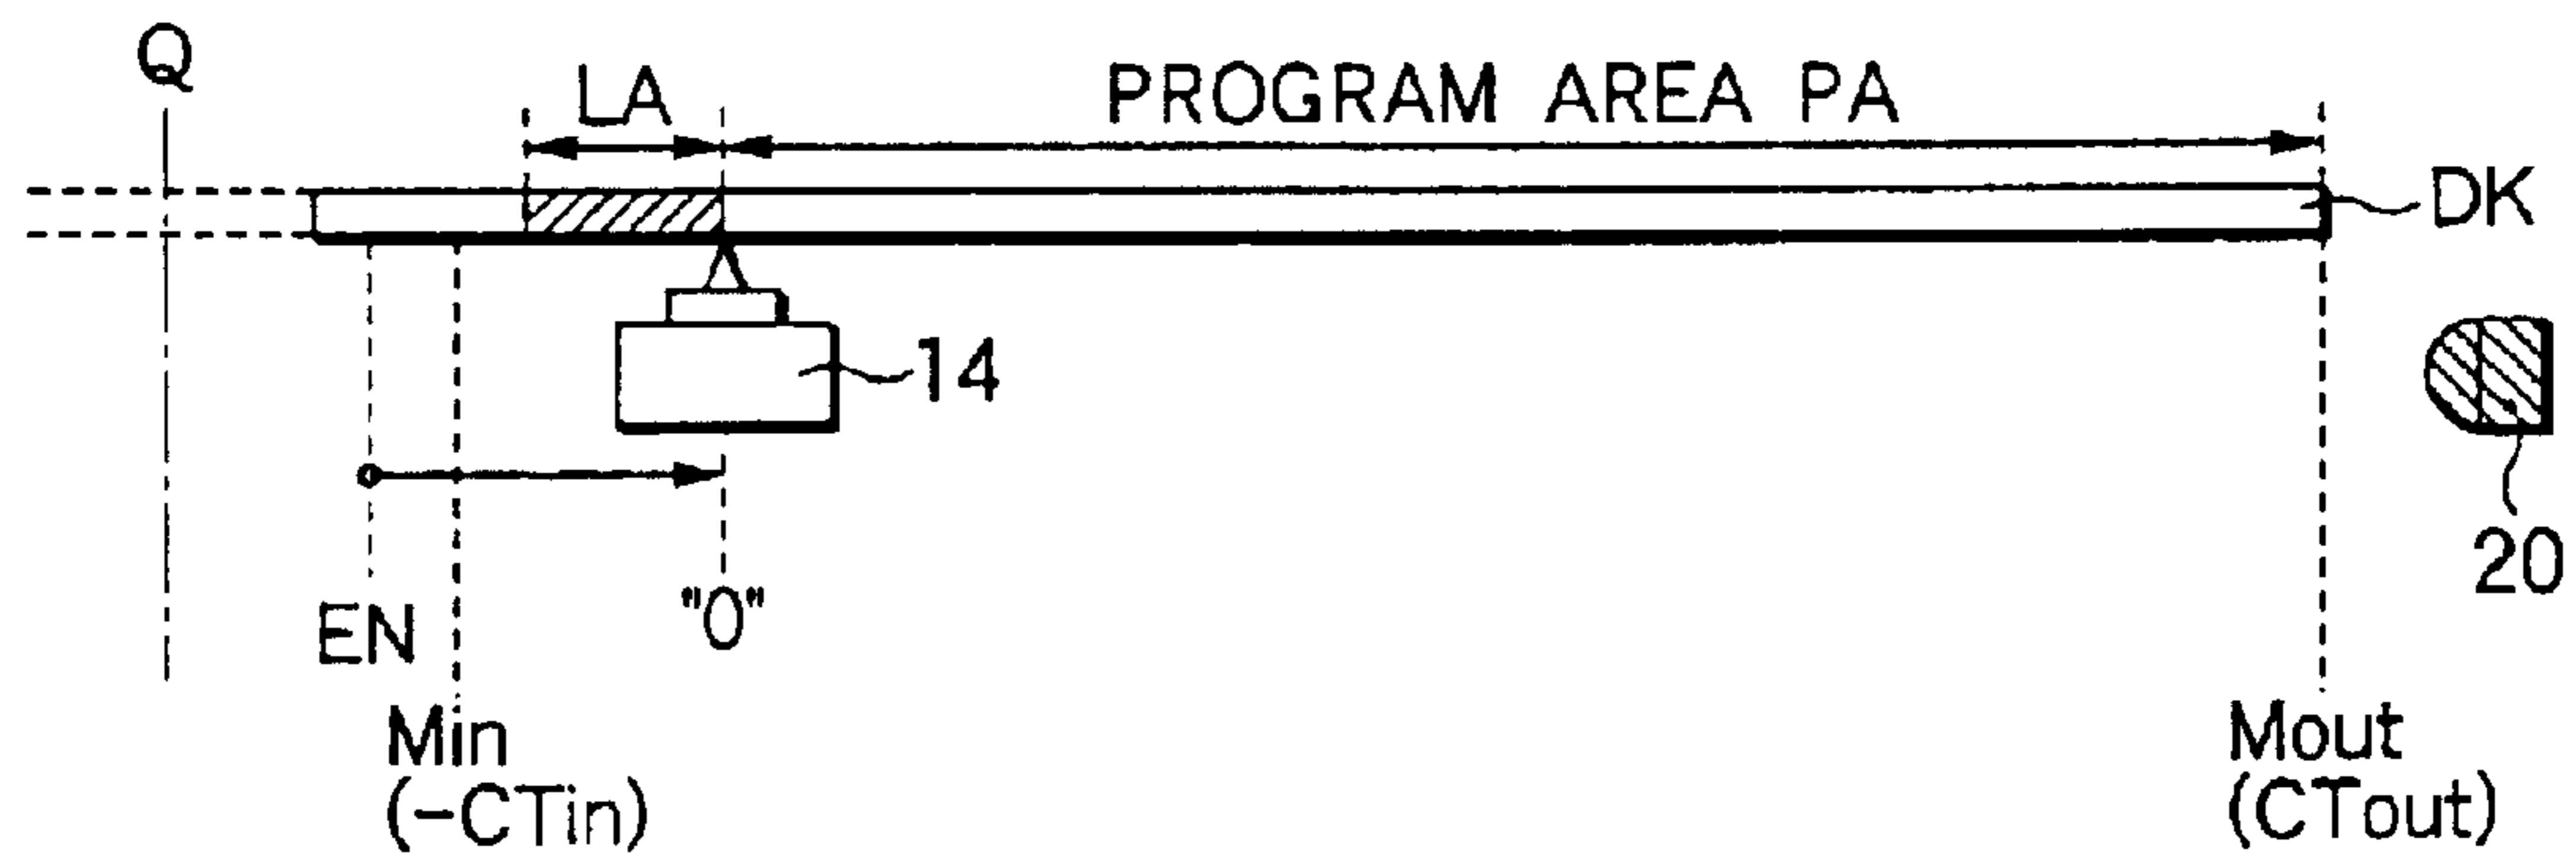 Q
LA
PROGRAM AREA PA
DK
14
20
EN
"0"
Min
(-CTin)
Mout
(CTout)